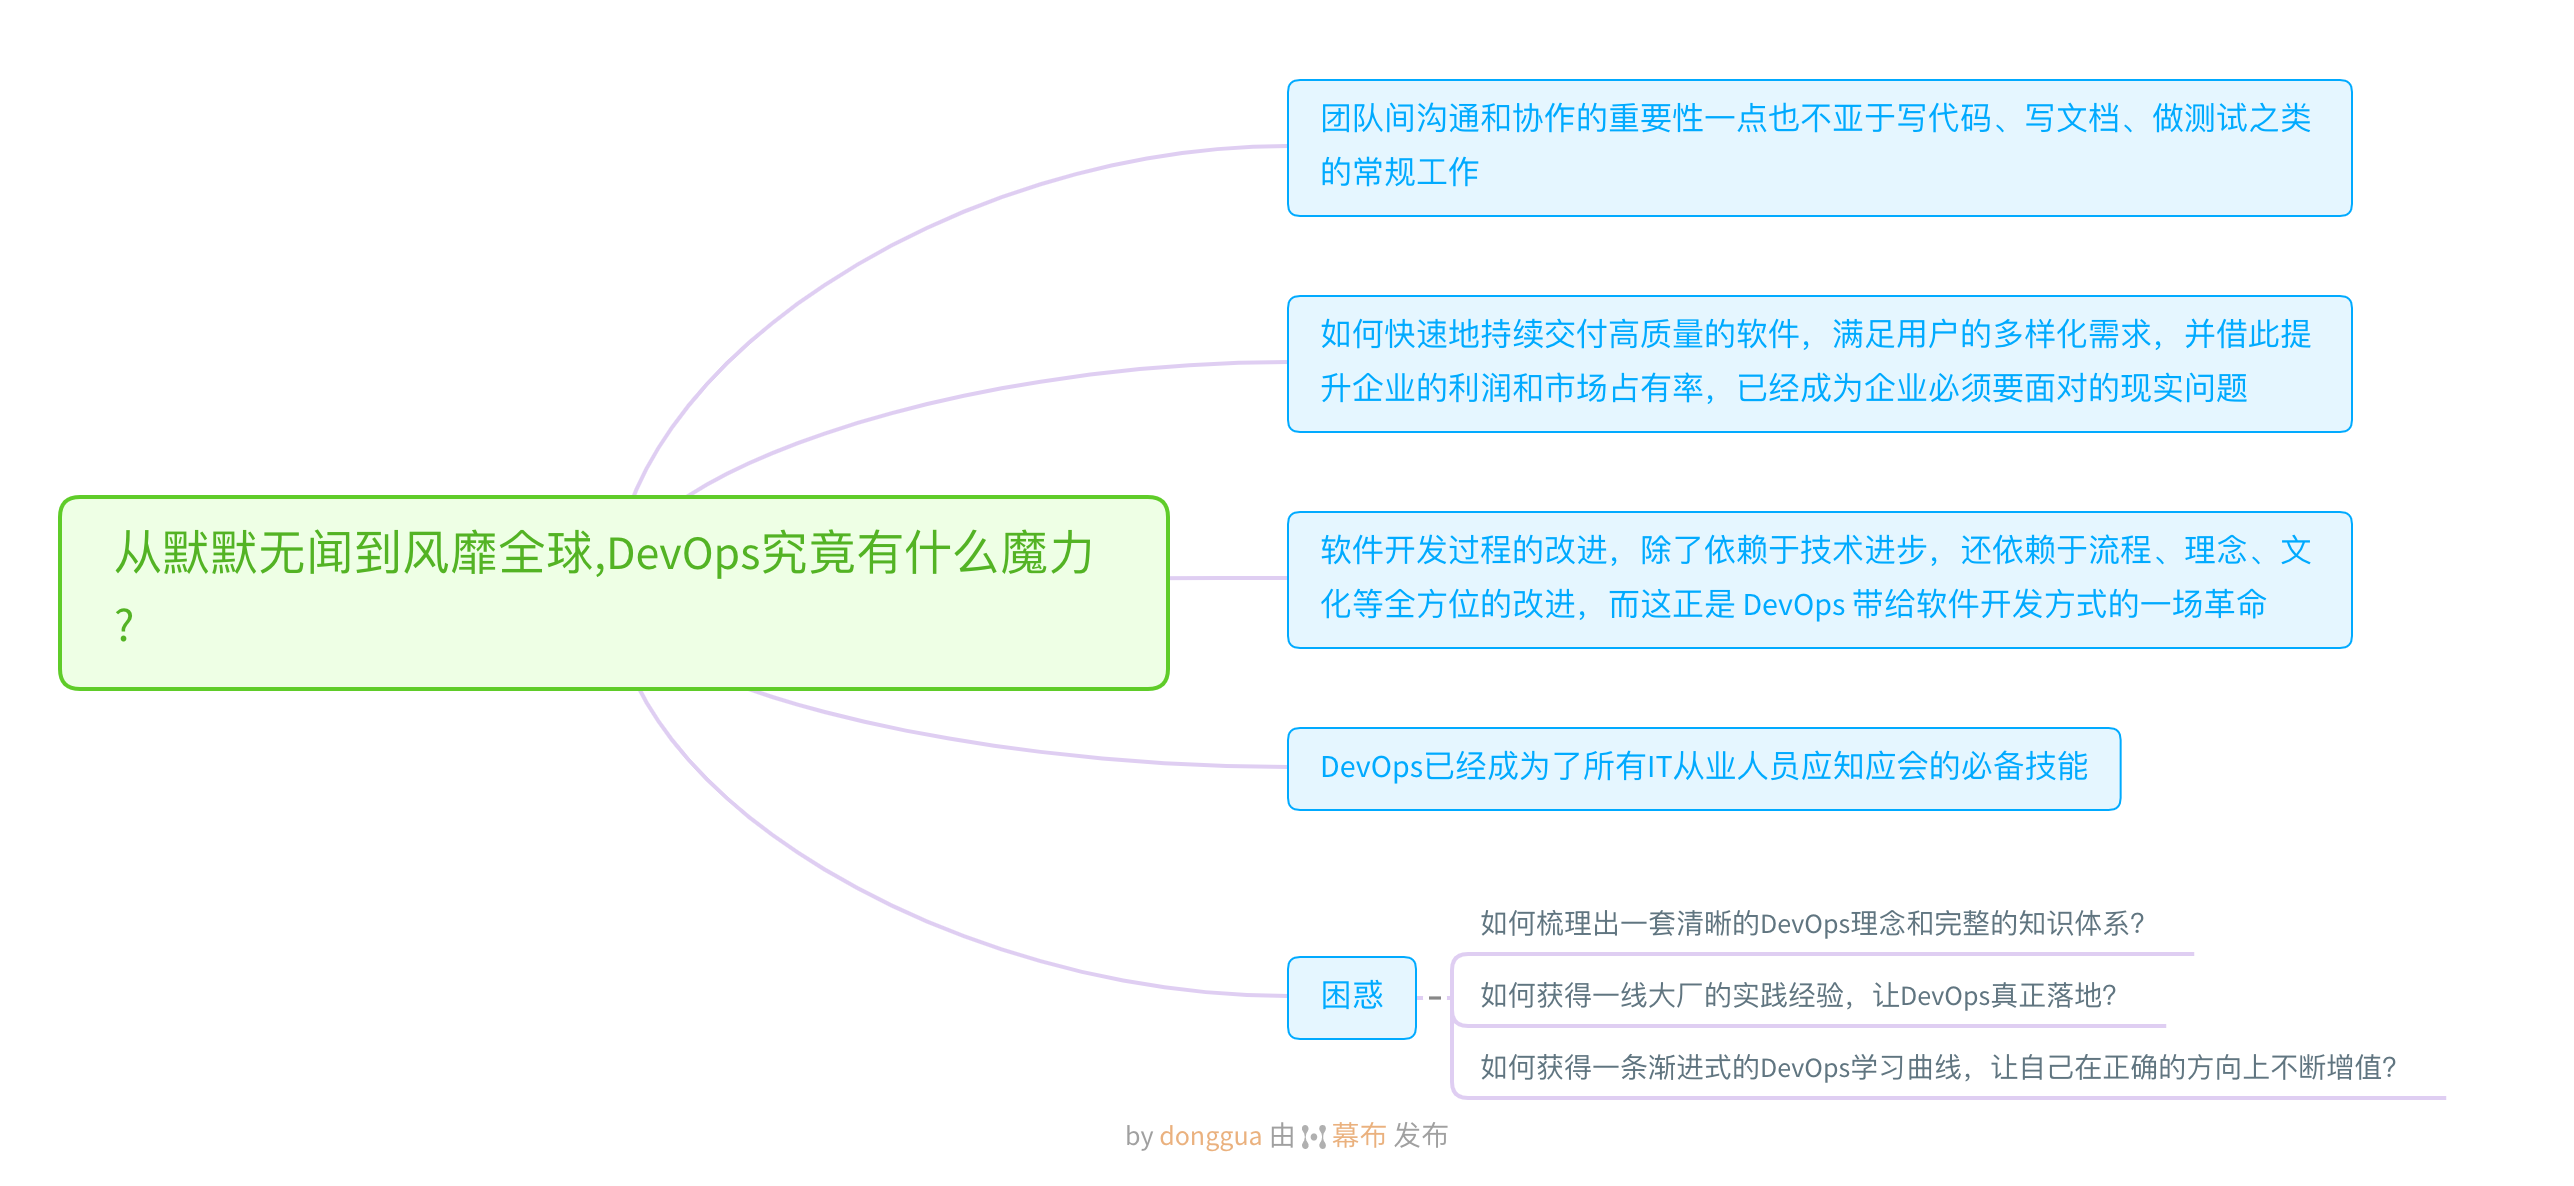 团队间沟通和协作的重要性一点也不亚于写代码、写文档、做测试之类
的常规工作
如何快速地持续交付高质量的软件，满足用户的多样化需求，并借此提
升企业的利润和市场占有率，已经成为企业必须要面对的现实问题
从默默无闻到风靡全球,DevOps究竟有什么魔力
?
软件开发过程的改进，除了依赖于技术进步，还依赖于流程、理念、文
化等全方位的改进，而这正是 DevOps 带给软件开发方式的一场革命
DevOps已经成为了所有IT从业人员应知应会的必备技能
困惑
如何梳理出一套清晰的DevOps理念和完整的知识体系?
如何获得一线大厂的实践经验，让DevOps真正落地?
如何获得一条渐进式的DevOps学习曲线，让自己在正确的方向上不断增值?
by donggua 由 幕布 发布